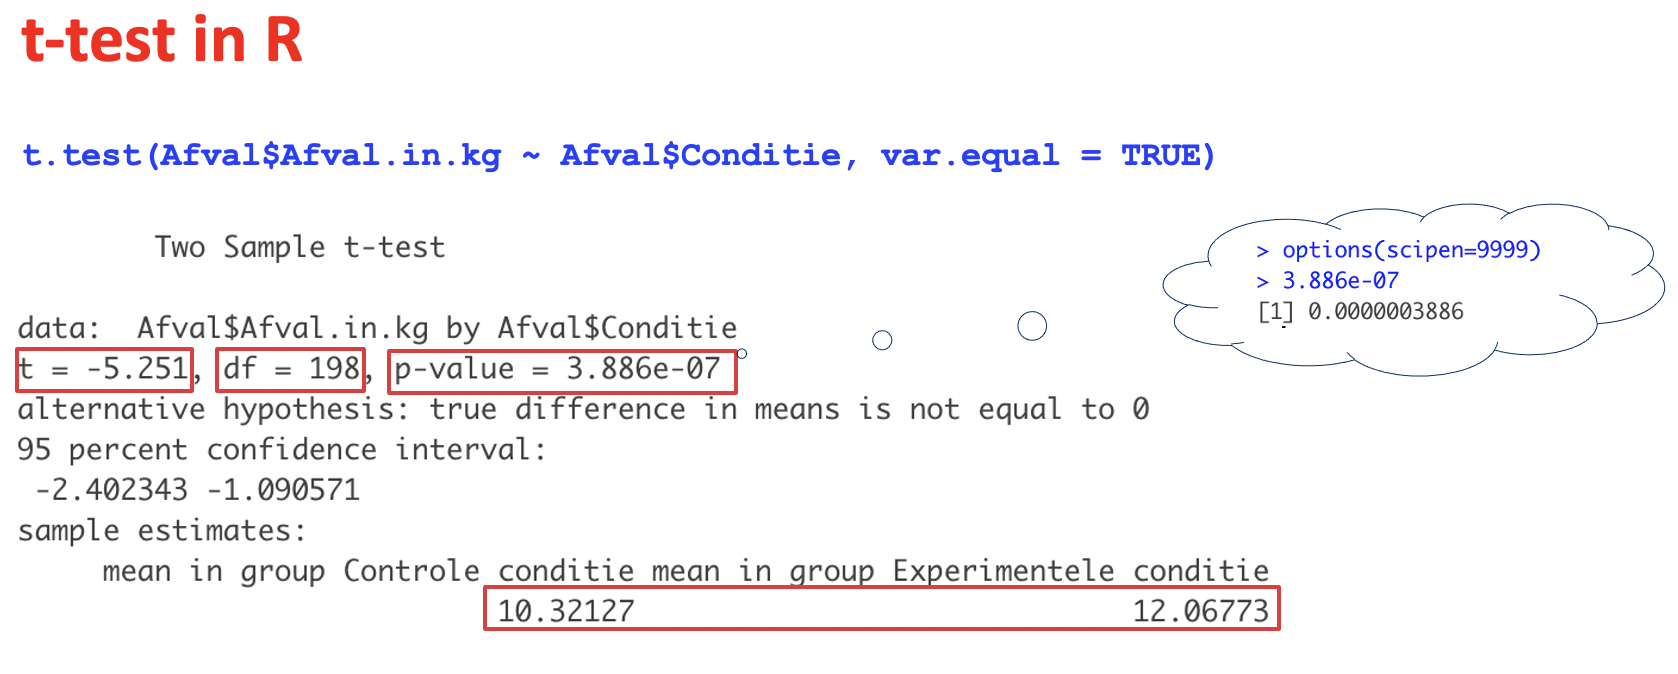 t-test in R
t.test(Afval$Afval.in.kg ~ Afval$Conditie, var.equal = TRUE)
Two Sample t-test
data:  Afval$Afval.in.kg by Afval$Conditie
t = -5.251, df = 198, p-value = 3.886e-07
alternative hypothesis: true difference in means is not equal to 0
95 percent confidence interval:
-2.402343 -1.090571
sample estimates:
mean in group Controle conditie mean in group Experimentele conditie
10.32127 12.06773
> options(scipen=9999)
> 3.886e-07
[1] 0.0000003886